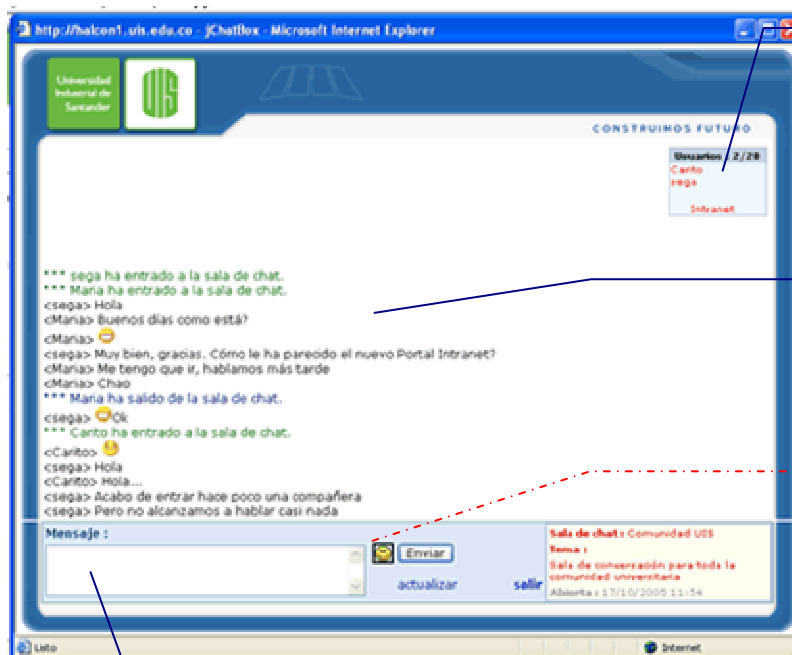 http://halcon1.uis.edu.co - jChatBox - Microsoft Internet Explorer
Universidad
Industrial de
Santander
UIS
CONSTRUIMOS FUTURO
Usuarios : 2/20
Carito
sega
Intranet
*** sega ha entrado a la sala de chat.
*** Maria ha entrado a la sala de chat.
<sega> Hola
<Maria> Buenos días como está?
<Maria>
<sega> Muy bien, gracias. Cómo le ha parecido el nuevo Portal Intranet?
<Maria> Me tengo que ir, hablamos más tarde
<Maria> Chao
*** Maria ha salido de la sala de chat.
<sega> Ok
*** Carito ha entrado a la sala de chat.
<Carito>
<sega> Hola
<Carito> Hola...
<sega> Acabo de entrar hace poco una compañera
<sega> Pero no alcanzamos a hablar casi nada
Mensaje :
Enviar
actualizar salir
Sala de chat : Comunidad UIS
Tema :
Sala de conversación para toda la
comunidad universitaria
Abierta : 17/10/2005 11:54
Listo
Internet